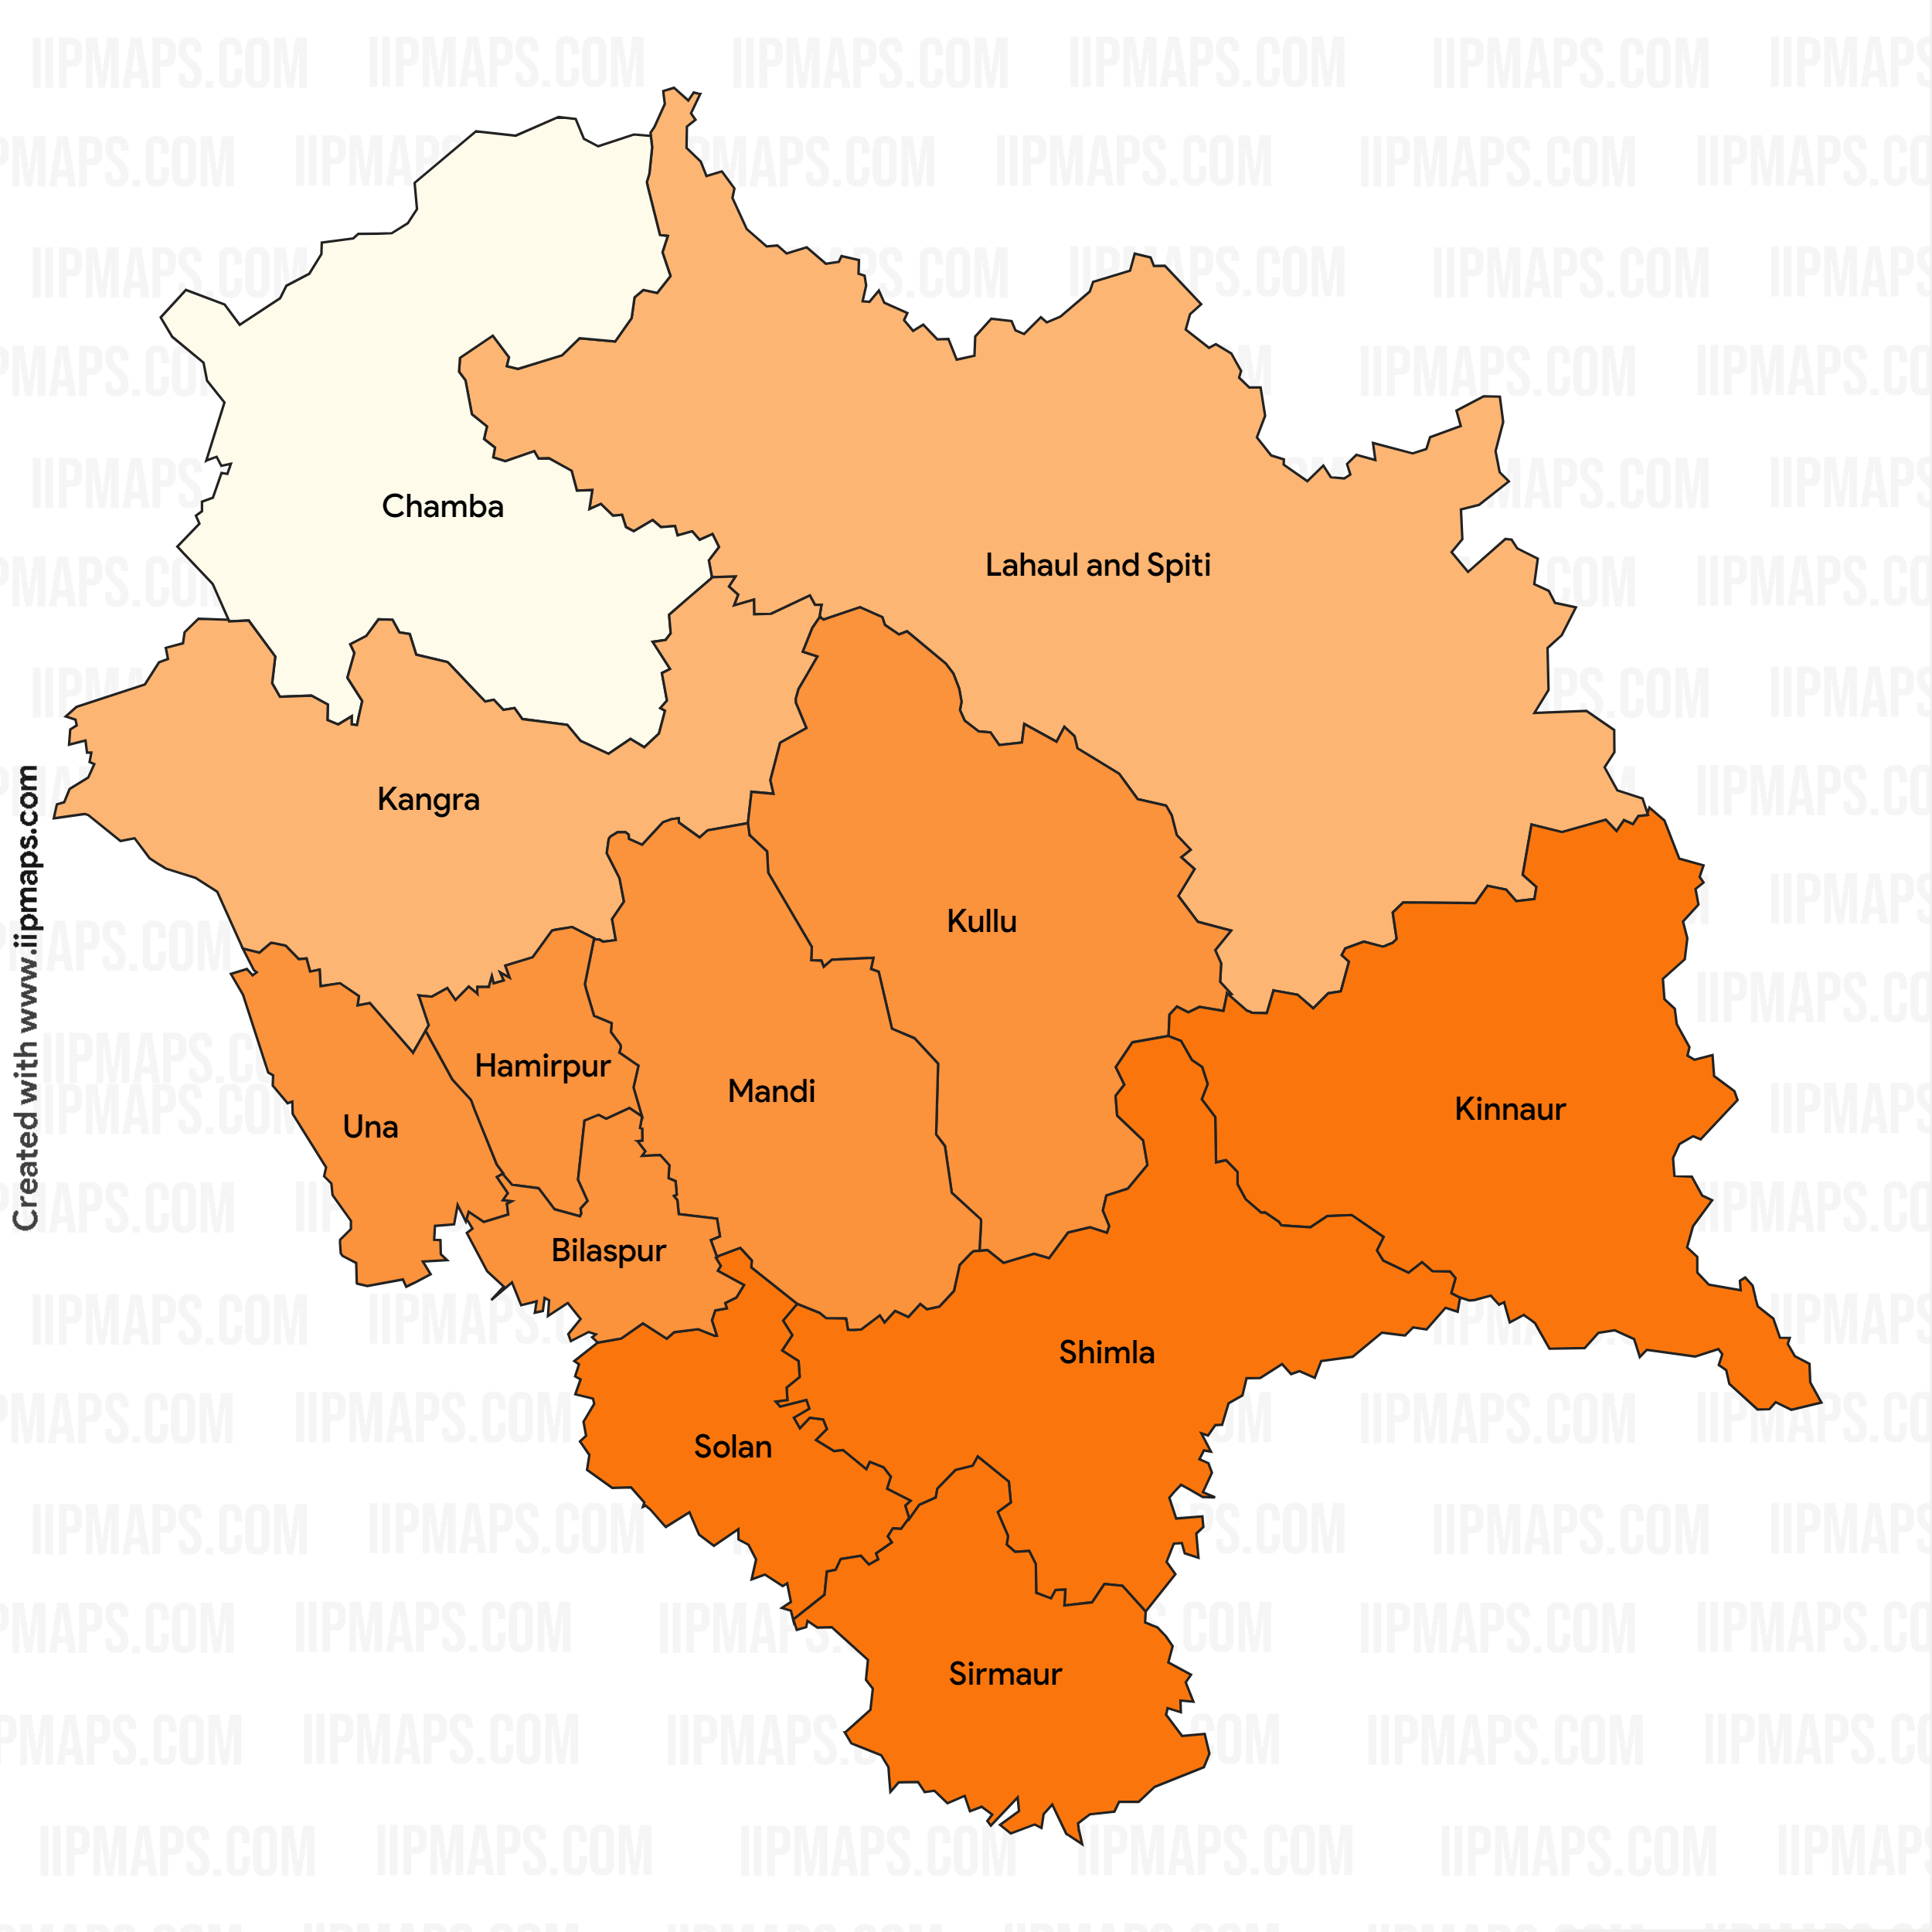 Chamba
Lahaul and Spiti
Kangra
Kullu
Hamirpur
Mandi
Kinnaur
Una
Bilaspur
Shimla
Solan
Sirmaur
Created with www.iipmaps.com
IIPMAPS.COM